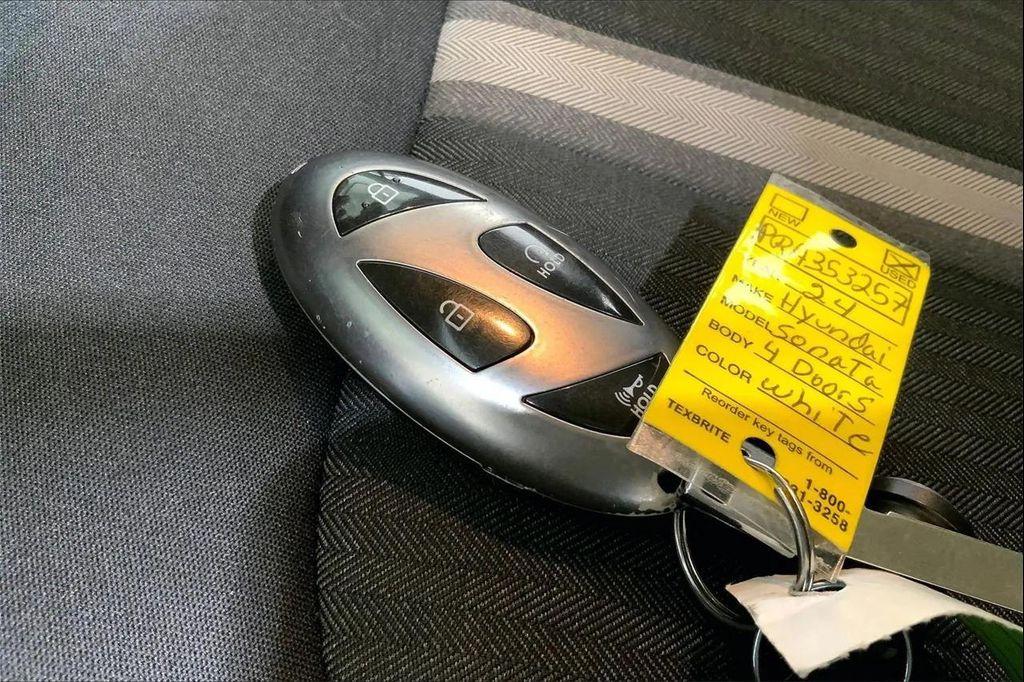 NEW
USED
PR4353257
24
MAKE Hyundai
MODEL Sonata
BODY 4 Doors
COLOR White
Reorder key tags from
TEXBRITE 1-800-
31-3258
HOLD
HOLD